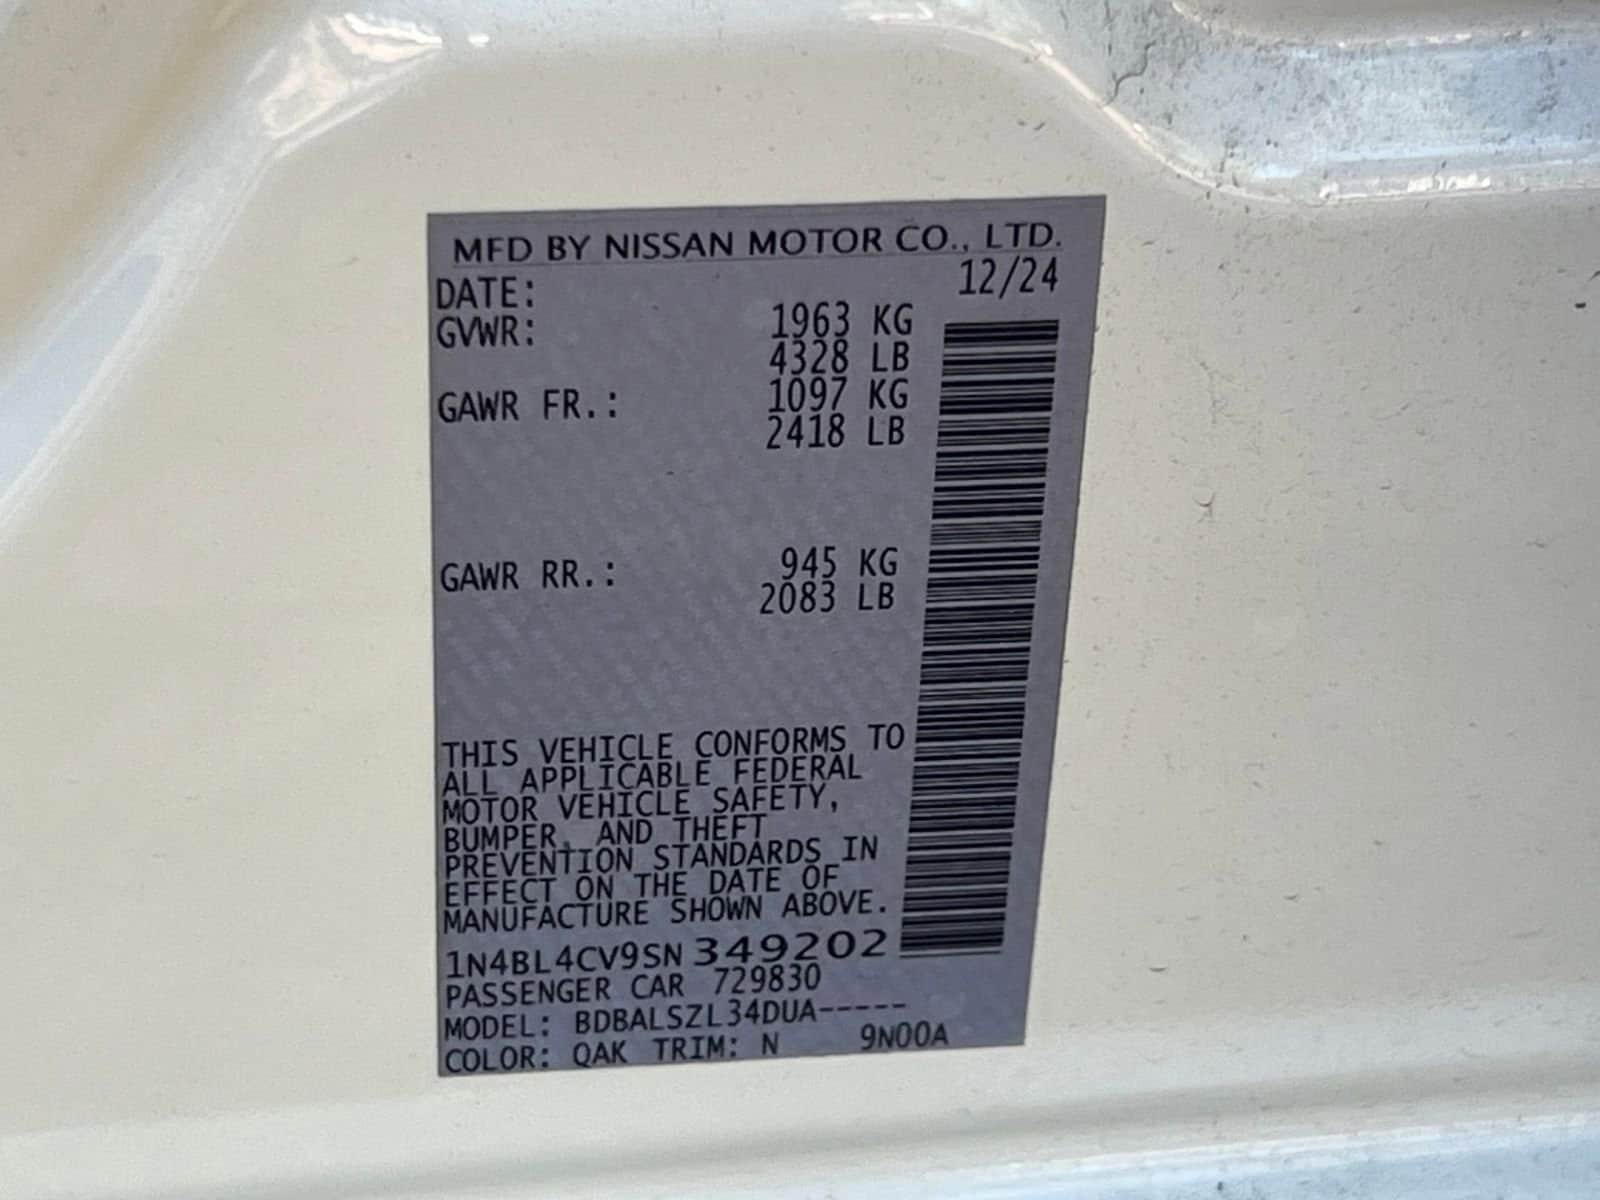 MFD BY NISSAN MOTOR CO., LTD.
DATE: 12/24
GVWR: 1963 KG
4328 LB
GAWR FR.: 1097 KG
2418 LB
GAWR RR.: 945 KG
2083 LB
THIS VEHICLE CONFORMS TO
ALL APPLICABLE FEDERAL
MOTOR VEHICLE SAFETY,
BUMPER, AND THEFT
PREVENTION STANDARDS IN
EFFECT ON THE DATE OF
MANUFACTURE SHOWN ABOVE.
1N4BL4CV9SN349202
PASSENGER CAR 729830
MODEL: BDBALSZL34DUA-----
COLOR: QAK TRIM: N 9N00A